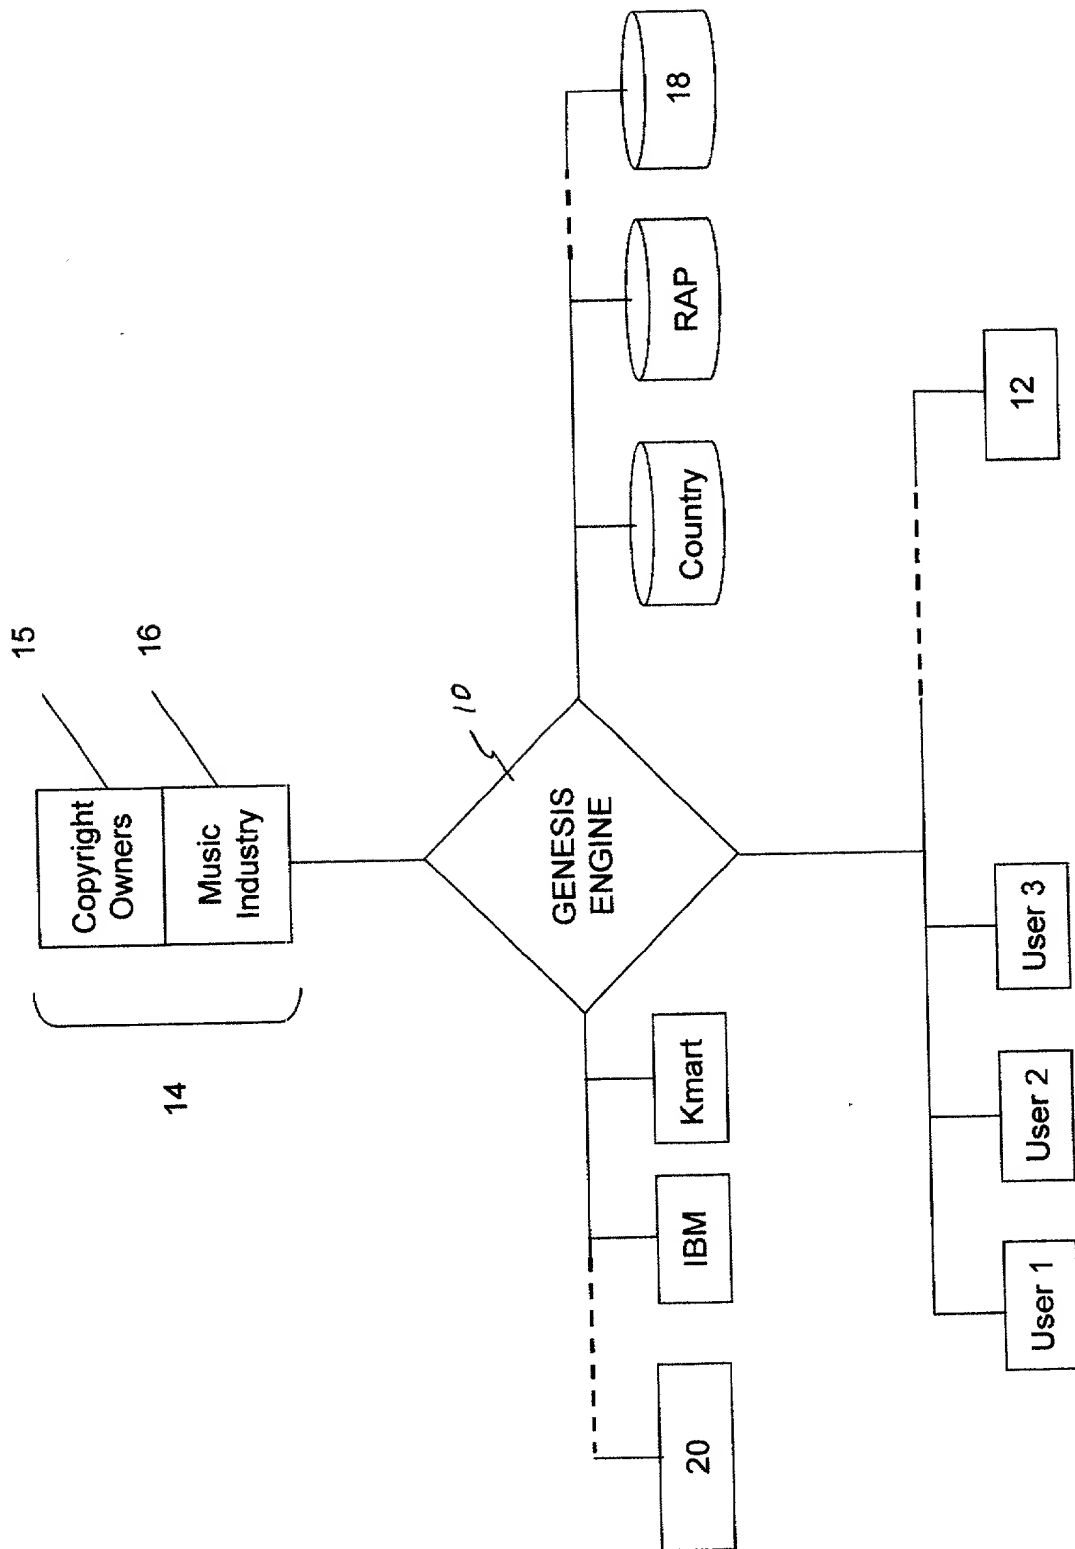 14
Copyright
Owners
15
Music
Industry
16
10
GENESIS
ENGINE
20
IBM
Kmart
Country
RAP
18
User 1
User 2
User 3
12